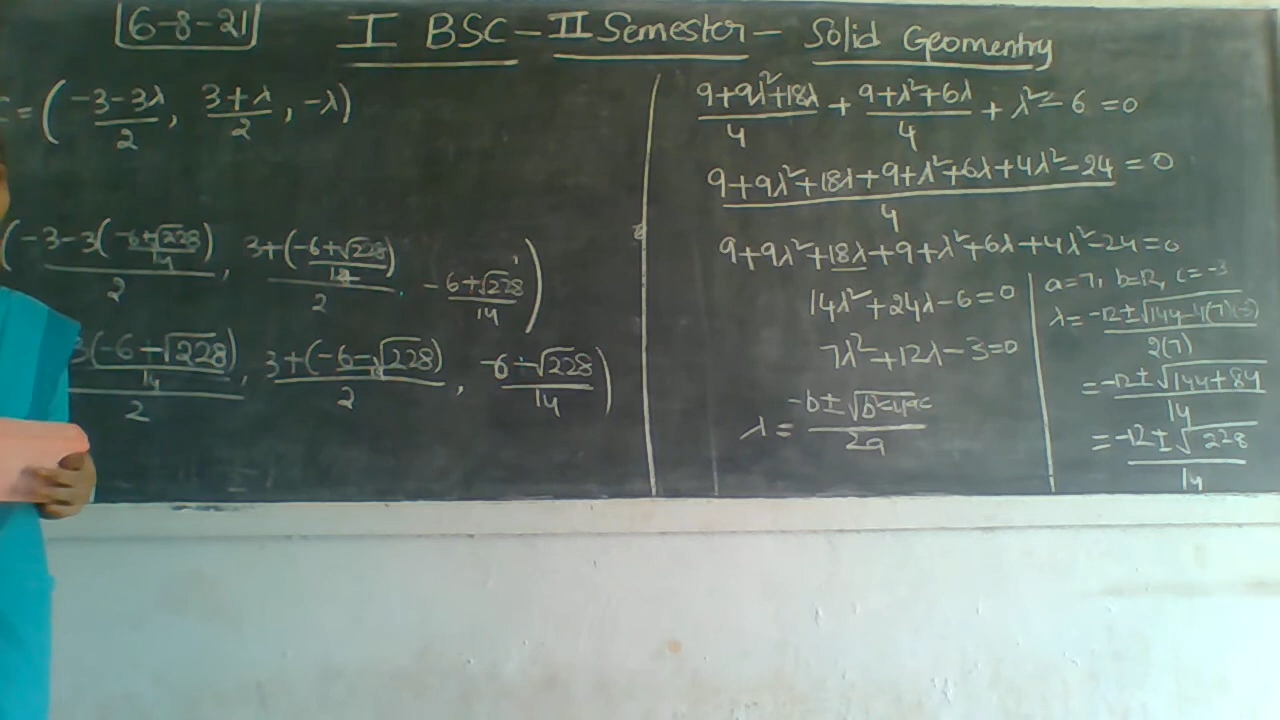 6-8-21
I BSC - II Semester - Solid Geomentry
= (-3-3λ/2, 3+λ/2, -λ)
(-3-3(-6+√228/14)/2, 3+(-6+√228/14)/2, -6+√228/14)
3(-6-√228)/14/2, 3+(-6-√228)/2, -6-√228/14)
9+9λ²+18λ/4 + 9+λ²+6λ/4 + λ² - 6 = 0
9+9λ²+18λ+9+λ²+6λ+4λ²-24/4 = 0
9+9λ²+18λ+9+λ²+6λ+4λ²-24=0
14λ²+24λ-6=0
7λ²+12λ-3=0
λ = -b±√b²-4ac/2a
a=7, b=12, c=-3
λ= -12±√144-4(7)(-3)/2(7)
= -12±√144+84/14
= -12±√228/14